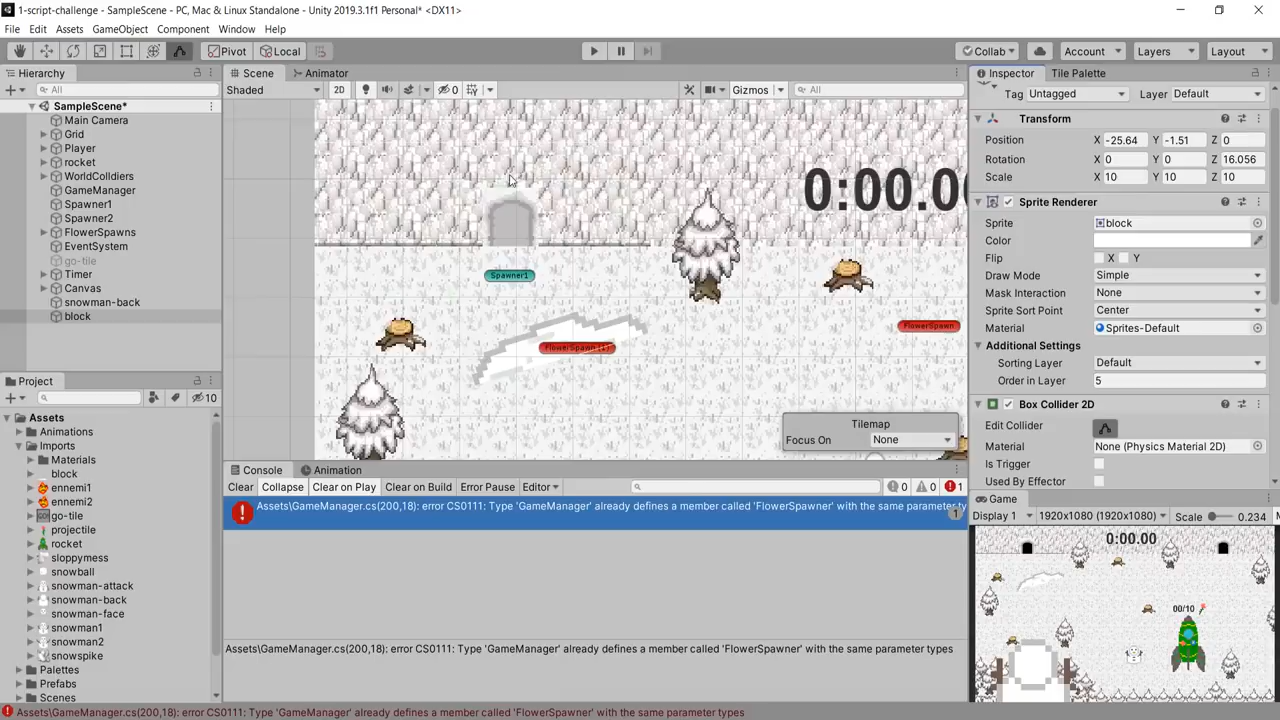 1-script-challenge - SampleScene - PC, Mac & Linux Standalone - Unity 2019.3.1f1 Personal* <DX11>
File Edit Assets GameObject Component Window Help
Pivot Local Collab Account Layers Layout
Hierarchy
All
SampleScene*
Main Camera
Grid
Player
rocket
WorldColldiers
GameManager
Spawner1
Spawner2
FlowerSpawns
EventSystem
go-tile
Timer
Canvas
snowman-back
block
Project
10
Assets
Animations
Imports
Materials
block
ennemi1
ennemi2
go-tile
projectile
rocket
sloppymess
snowball
snowman-attack
snowman-back
snowman-face
snowman1
snowman2
snowspike
Palettes
Prefabs
Scenes
Scene Animator
Shaded 2D 0 Gizmos All
0:00.00
Spawner1
FlowerSpawn
FlowerSpawn (1)
Tilemap
Focus On None
Console Animation
Clear Collapse Clear on Play Clear on Build Error Pause Editor 0 0 1
Assets\GameManager.cs(200,18): error CS0111: Type 'GameManager' already defines a member called 'FlowerSpawner' with the same parameter ty
1
Assets\GameManager.cs(200,18): error CS0111: Type 'GameManager' already defines a member called 'FlowerSpawner' with the same parameter types
Inspector Tile Palette
Tag Untagged Layer Default
Transform
Position X -25.64 Y -1.51 Z 0
Rotation X 0 Y 0 Z 16.056
Scale X 10 Y 10 Z 10
Sprite Renderer
Sprite block
Color
Flip X Y
Draw Mode Simple
Mask Interaction None
Sprite Sort Point Center
Material Sprites-Default
Additional Settings
Sorting Layer Default
Order in Layer 5
Box Collider 2D
Edit Collider
Material None (Physics Material 2D)
Is Trigger
Used By Effector
Game
Display 1 1920x1080 (1920x1080) Scale 0.234 M
0:00.00
00/10
Assets\GameManager.cs(200,18): error CS0111: Type 'GameManager' already defines a member called 'FlowerSpawner' with the same parameter types